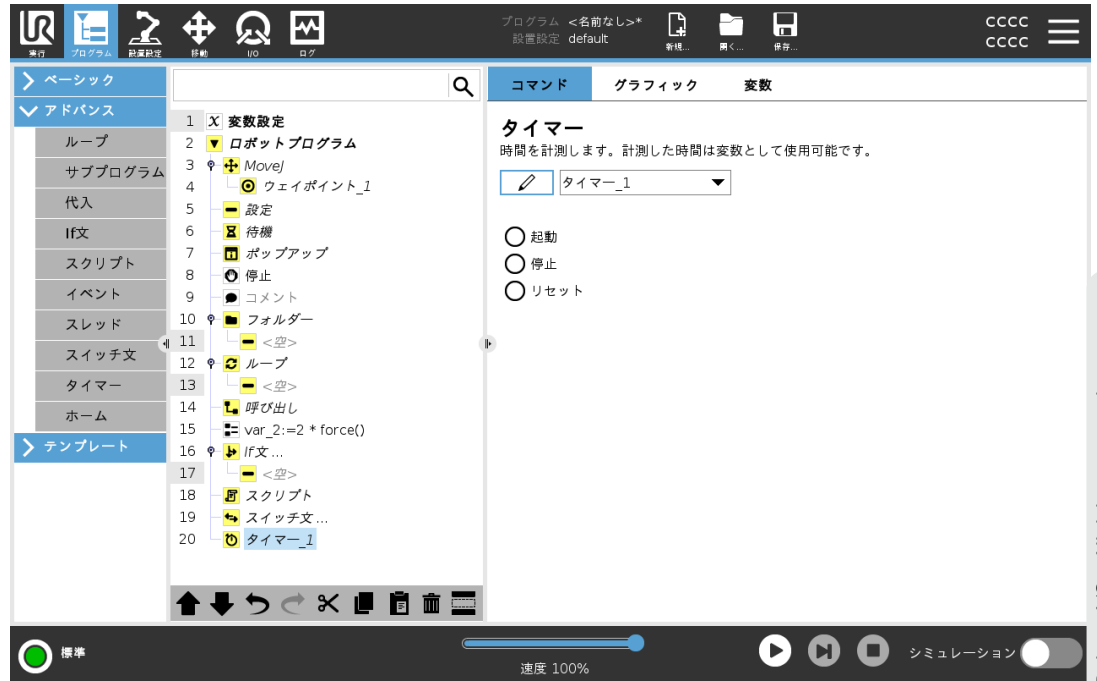 プログラム <名前なし>*
設置設定 default
CCCC
CCCC
実行 プログラム 設置設定 移動 I/O ログ 新規... 開く... 保存...
ベーシック
アドバンス
ループ
サブプログラム
代入
If文
スクリプト
イベント
スレッド
スイッチ文
タイマー
ホーム
テンプレート
1 X 変数設定
2 ロボットプログラム
3 MoveJ
4 ウェイポイント_1
5 設定
6 待機
7 ポップアップ
8 停止
9 コメント
10 フォルダー
11 <空>
12 ループ
13 <空>
14 呼び出し
15 var_2:=2 * force()
16 If文 ...
17 <空>
18 スクリプト
19 スイッチ文 ...
20 タイマー_1
コマンド グラフィック 変数
タイマー
時間を計測します。計測した時間は変数として使用可能です。
タイマー_1
起動
停止
リセット
標準
速度 100%
シミュレーション